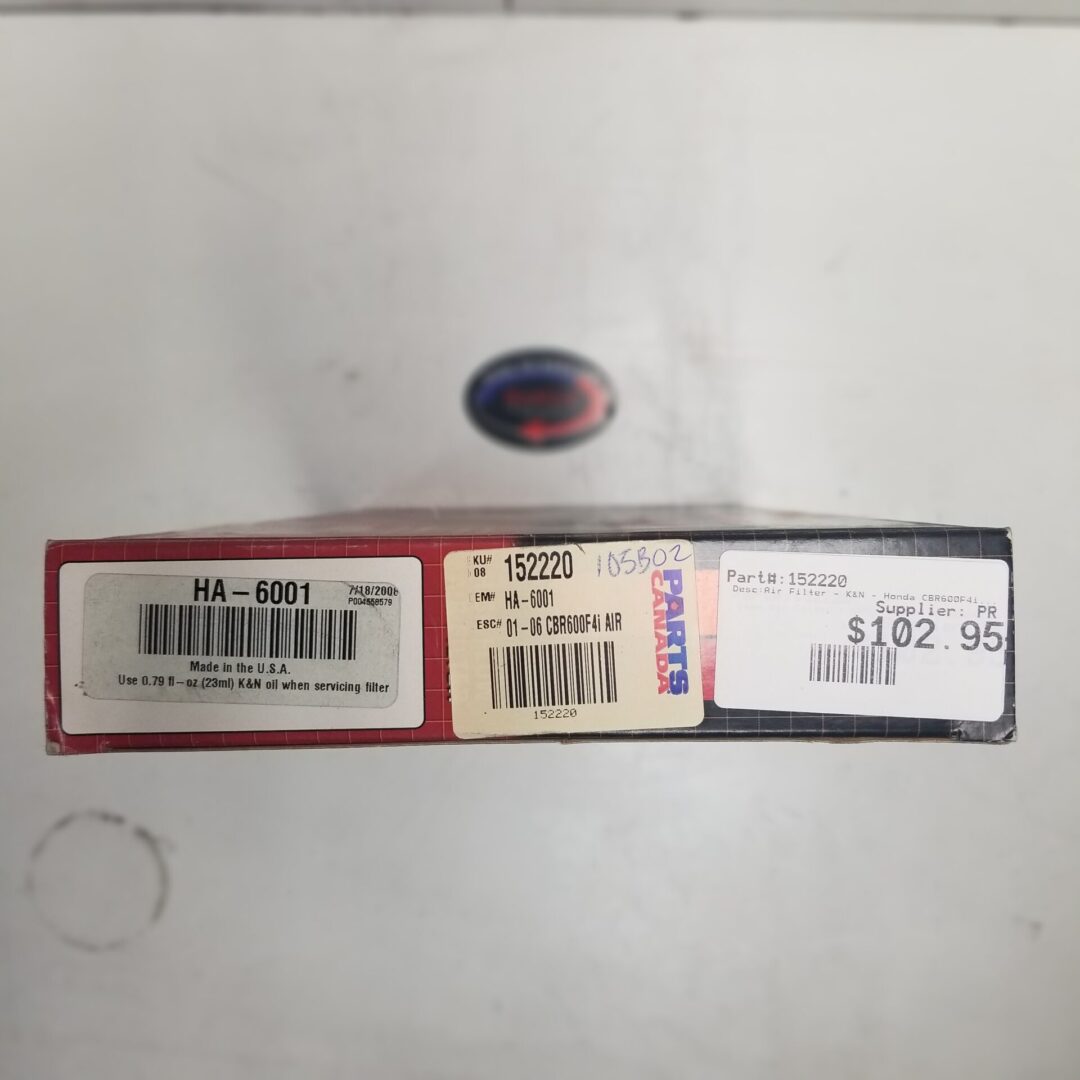 HA-6001
7/18/2006
P004558579
Made in the U.S.A.
Use 0.79 fl-oz (23ml) K&N oil when servicing filter
KU# 152220 105B02
08
EM# HA-6001
ESC# 01-06 CBR600F4i AIR
152220
PARTS
CANADA
Part#:152220
Desc:Air Filter - K&N - Honda CBR600F4i
Supplier: PR
$102.95